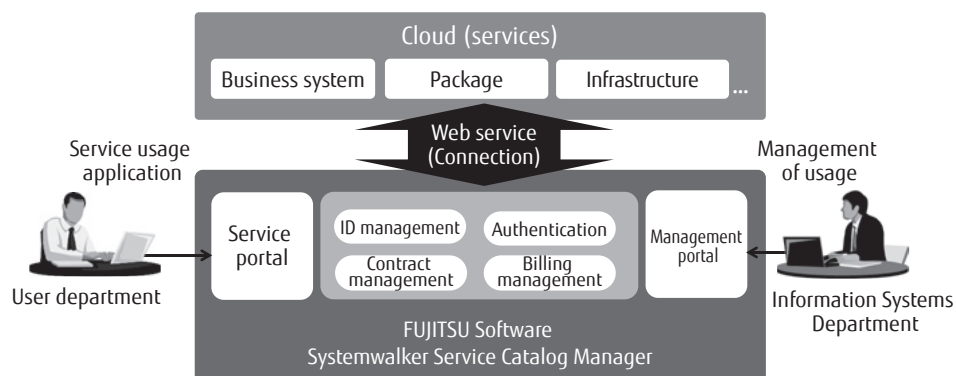 Cloud (services)
Business system
Package
Infrastructure
...
Web service
(Connection)
Service usage
application
Management
of usage
Service
portal
ID management
Authentication
Contract
management
Billing
management
Management
portal
User department
Information Systems
Department
FUJITSU Software
Systemwalker Service Catalog Manager